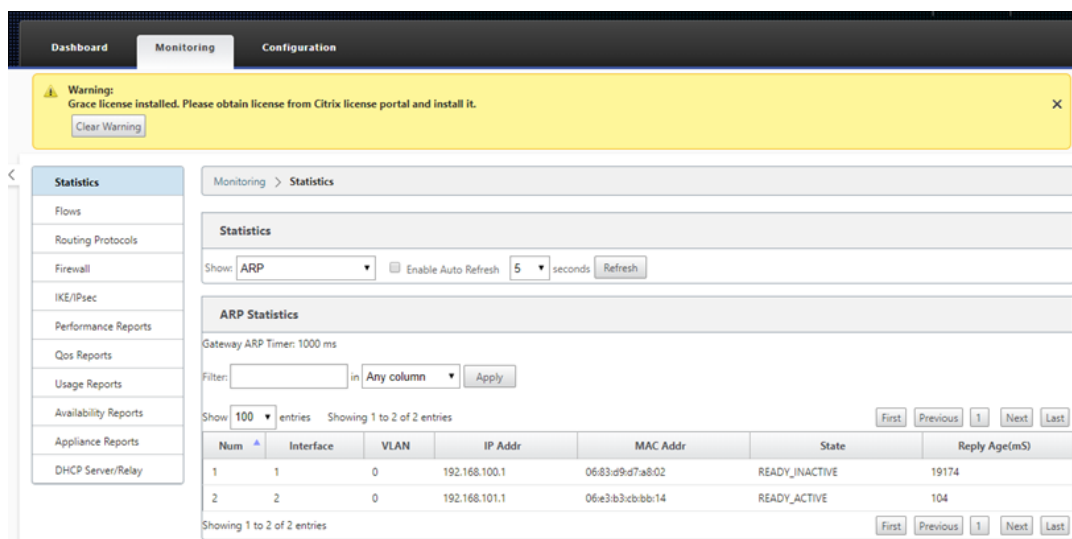 Dashboard Monitoring Configuration
Warning:
Grace license installed. Please obtain license from Citrix license portal and install it.
Clear Warning
Statistics
Flows
Routing Protocols
Firewall
IKE/IPsec
Performance Reports
Qos Reports
Usage Reports
Availability Reports
Appliance Reports
DHCP Server/Relay
Monitoring > Statistics
Statistics
Show: ARP Enable Auto Refresh 5 seconds Refresh
ARP Statistics
Gateway ARP Timer: 1000 ms
Filter: in Any column Apply
Show 100 entries Showing 1 to 2 of 2 entries First Previous 1 Next Last
Num Interface VLAN IP Addr MAC Addr State Reply Age(mS)
1 1 0 192.168.100.1 06:83:d9:d7:a8:02 READY_INACTIVE 19174
2 2 0 192.168.101.1 06:e3:b3:cb:bb:14 READY_ACTIVE 104
Showing 1 to 2 of 2 entries First Previous 1 Next Last